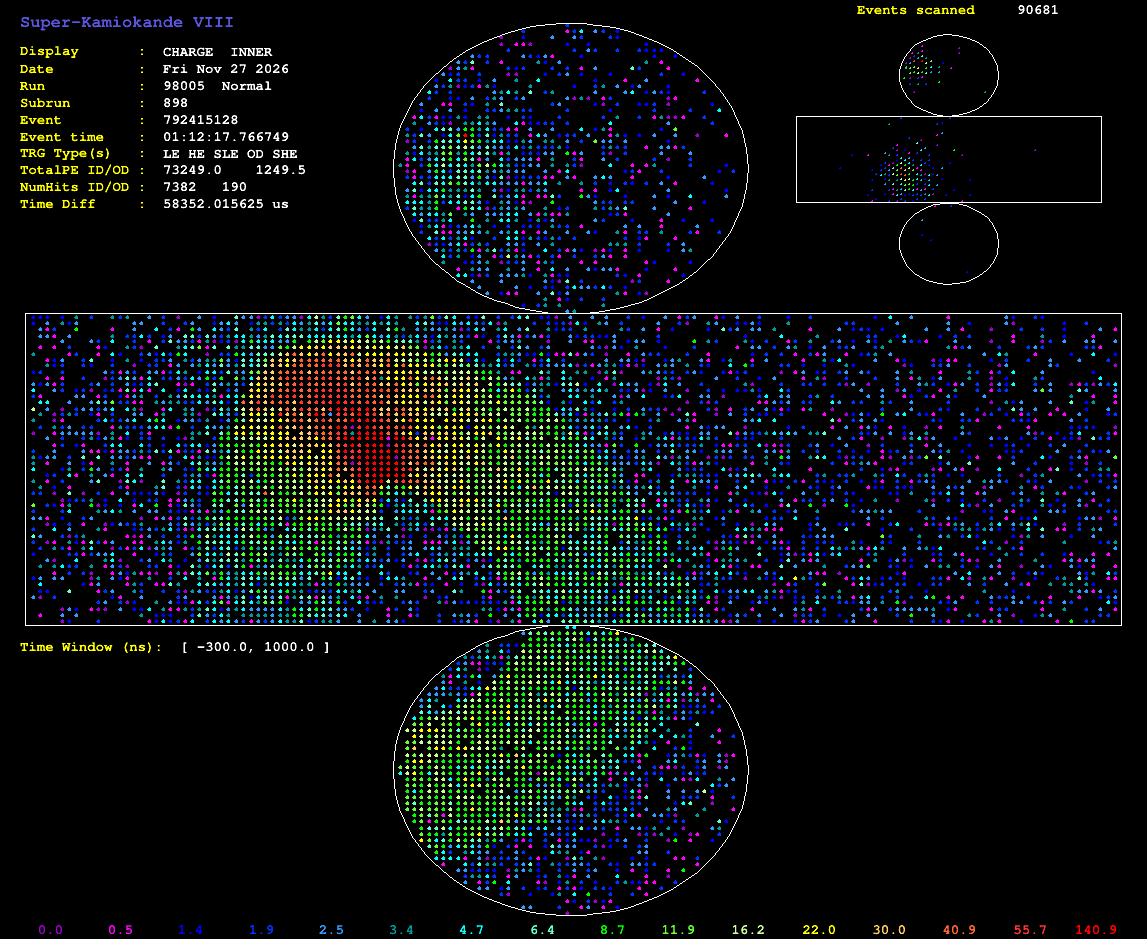 Super-Kamiokande VIII
Events scanned 90681
Display : CHARGE INNER
Date : Fri Nov 27 2026
Run : 98005 Normal
Subrun : 898
Event : 792415128
Event time : 01:12:17.766749
TRG Type(s) : LE HE SLE OD SHE
TotalPE ID/OD : 73249.0 1249.5
NumHits ID/OD : 7382 190
Time Diff : 58352.015625 us
Time Window (ns): [ -300.0, 1000.0 ]
0.0 0.5 1.4 1.9 2.5 3.4 4.7 6.4 8.7 11.9 16.2 22.0 30.0 40.9 55.7 140.9